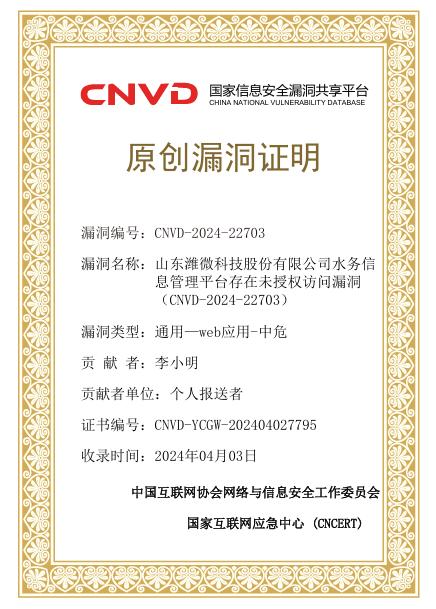 CNVD 国家信息安全漏洞共享平台
CHINA NATIONAL VULNERABILITY DATABASE
原创漏洞证明
漏洞编号：CNVD-2024-22703
漏洞名称：山东潍微科技股份有限公司水务信
息管理平台存在未授权访问漏洞
（CNVD-2024-22703）
漏洞类型：通用—web应用-中危
贡 献 者：李小明
贡献者单位：个人报送者
证书编号：CNVD-YCGW-202404027795
收录时间：2024年04月03日
中国互联网协会网络与信息安全工作委员会
国家互联网应急中心 (CNCERT)